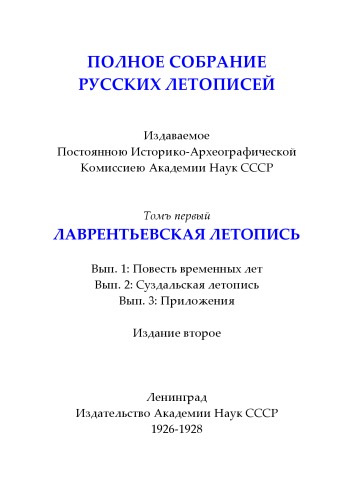 ПОЛНОЕ СОБРАНИЕ
РУССКИХ ЛЕТОПИСЕЙ
Издаваемое
Постоянною Историко-Археографической
Комиссиею Академии Наук СССР
Томъ первый
ЛАВРЕНТЬЕВСКАЯ ЛЕТОПИСЬ
Вып. 1: Повесть временных лет
Вып. 2: Суздальская летопись
Вып. 3: Приложения
Издание второе
Ленинград
Издательство Академии Наук СССР
1926-1928